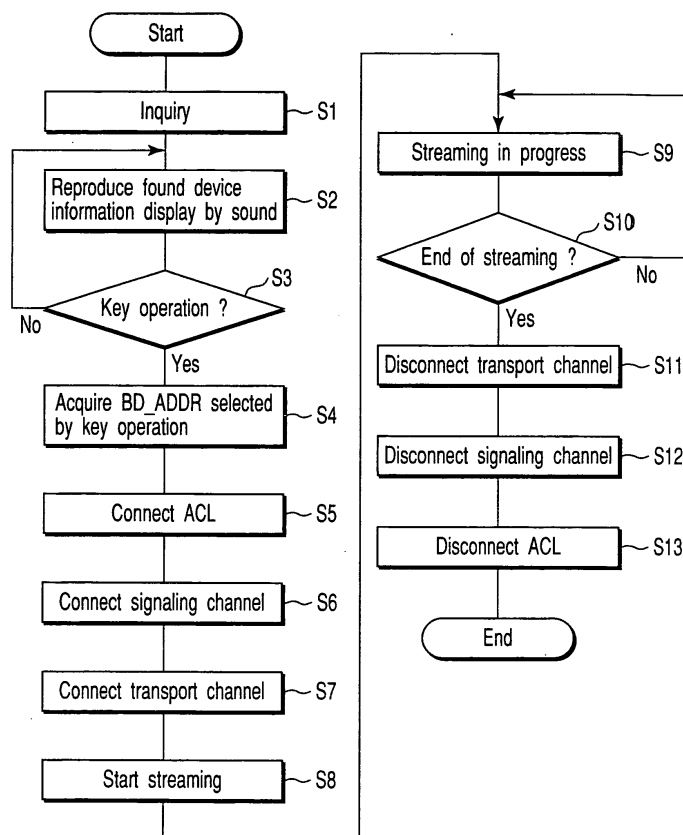 Start
Inquiry
S1
Reproduce found device
information display by sound
S2
Key operation ?
S3
No
Yes
Acquire BD_ADDR selected
by key operation
S4
Connect ACL
S5
Connect signaling channel
S6
Connect transport channel
S7
Start streaming
S8
Streaming in progress
S9
End of streaming ?
S10
No
Yes
Disconnect transport channel
S11
Disconnect signaling channel
S12
Disconnect ACL
S13
End